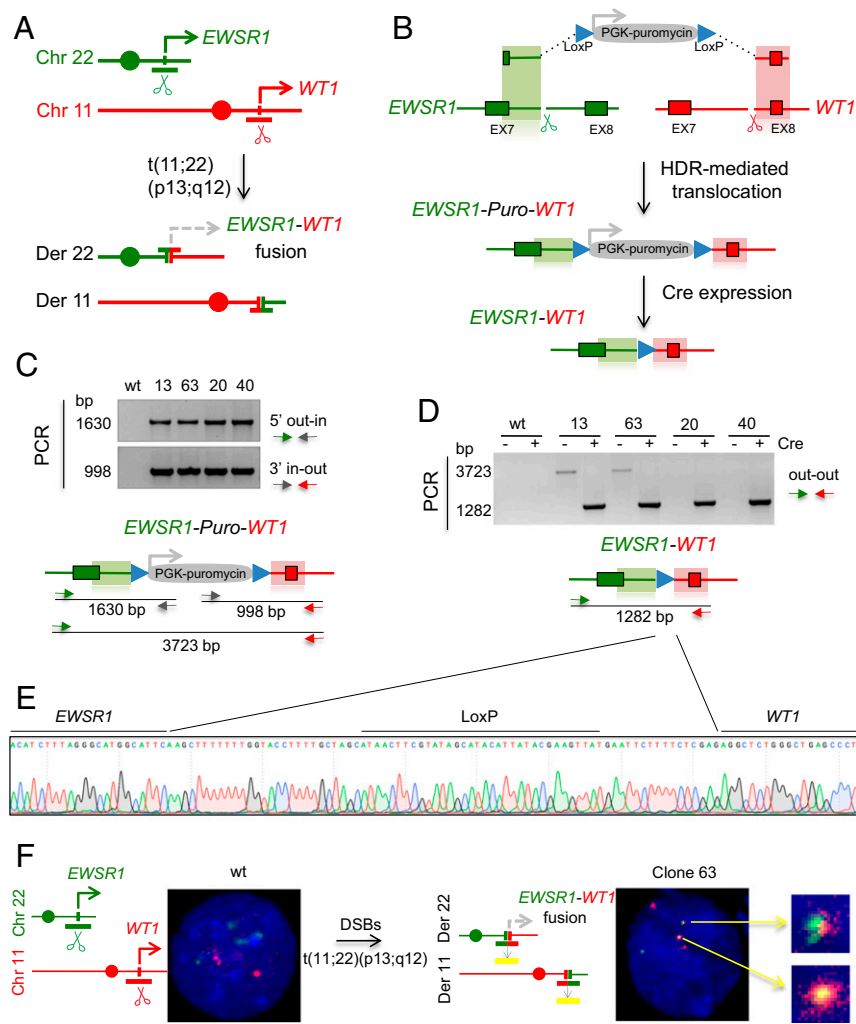 A
EWSR1
Chr 22
WT1
Chr 11
t(11;22)
(p13;q12)
EWSR1-WT1
fusion
Der 22
Der 11
B
PGK-puromycin
LoxP
LoxP
EWSR1
WT1
EX7
EX8
EX7
EX8
HDR-mediated
translocation
EWSR1-Puro-WT1
PGK-puromycin
Cre expression
EWSR1-WT1
C
wt 13 63 20 40
bp
PCR
1630
5' out-in
998
3' in-out
EWSR1-Puro-WT1
PGK-puromycin
1630 bp
998 bp
3723 bp
D
wt 13 63 20 40
- + - + - + - + - + Cre
bp
PCR
3723
1282
out-out
EWSR1-WT1
1282 bp
E
EWSR1
LoxP
WT1
ACATCTTTAGGGCATGGCATTCAAGCTTTTTTTGGTACCTTTTGCTAGCATAACTTCGTATAGCATACATTATACGAAGTTATGAATTCTTTTCTCGAGAGGCTCTGGGCTGAGCCCT
F
EWSR1
Chr 22
WT1
Chr 11
wt
DSBs
t(11;22)(p13;q12)
Der 22
EWSR1-WT1
fusion
Der 11
Clone 63